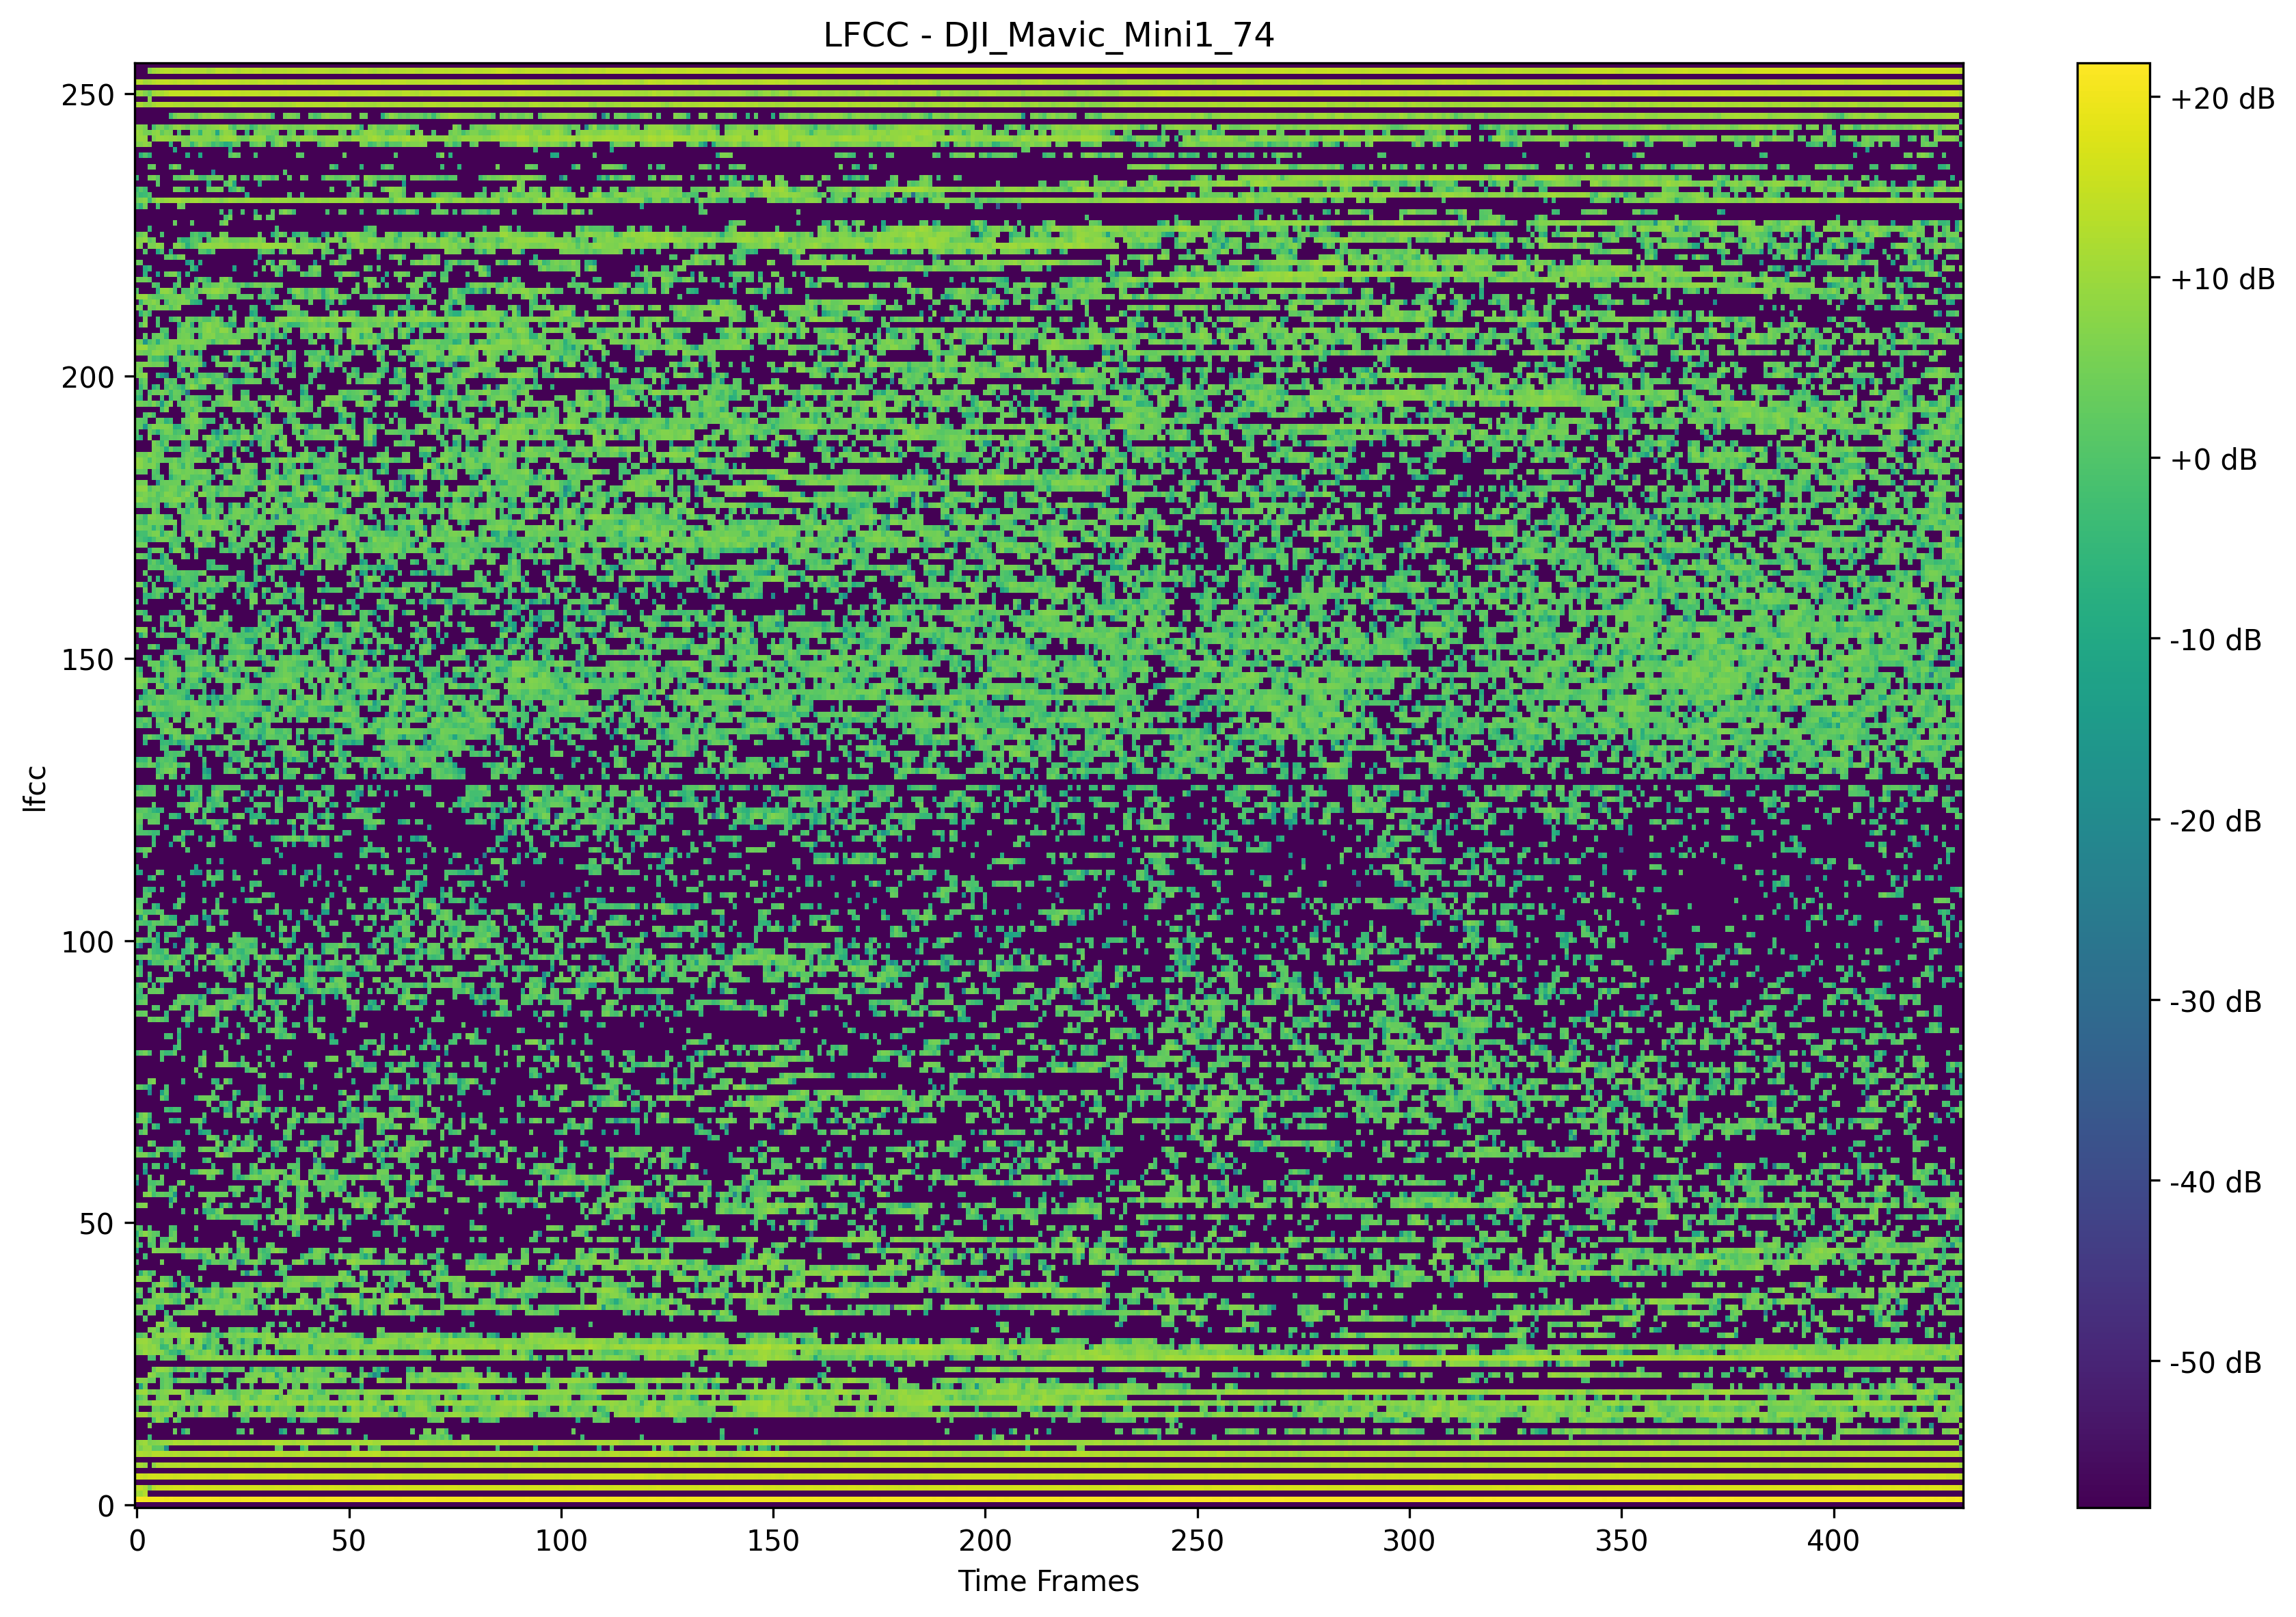 LFCC - DJI_Mavic_Mini1_74
250
200
150
100
50
0
lfcc
0 50 100 150 200 250 300 350 400
Time Frames
+20 dB
+10 dB
+0 dB
-10 dB
-20 dB
-30 dB
-40 dB
-50 dB